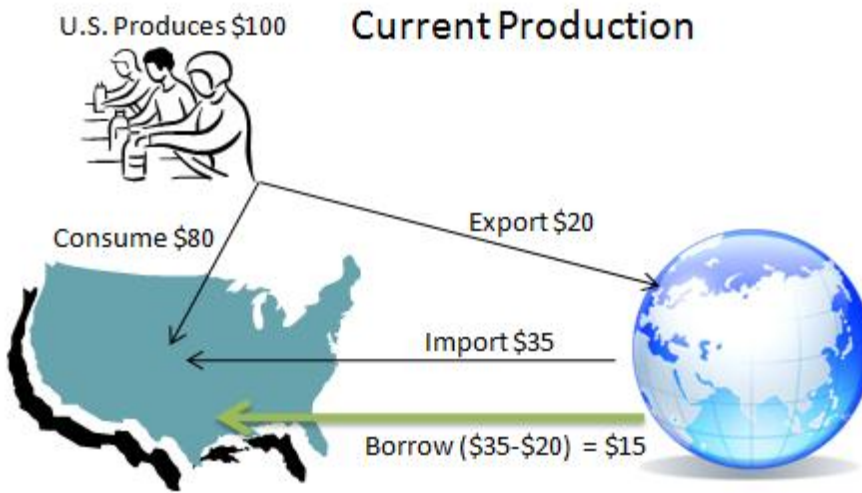 U.S. Produces $100
Current Production
Consume $80
Export $20
Import $35
Borrow ($35-$20) = $15